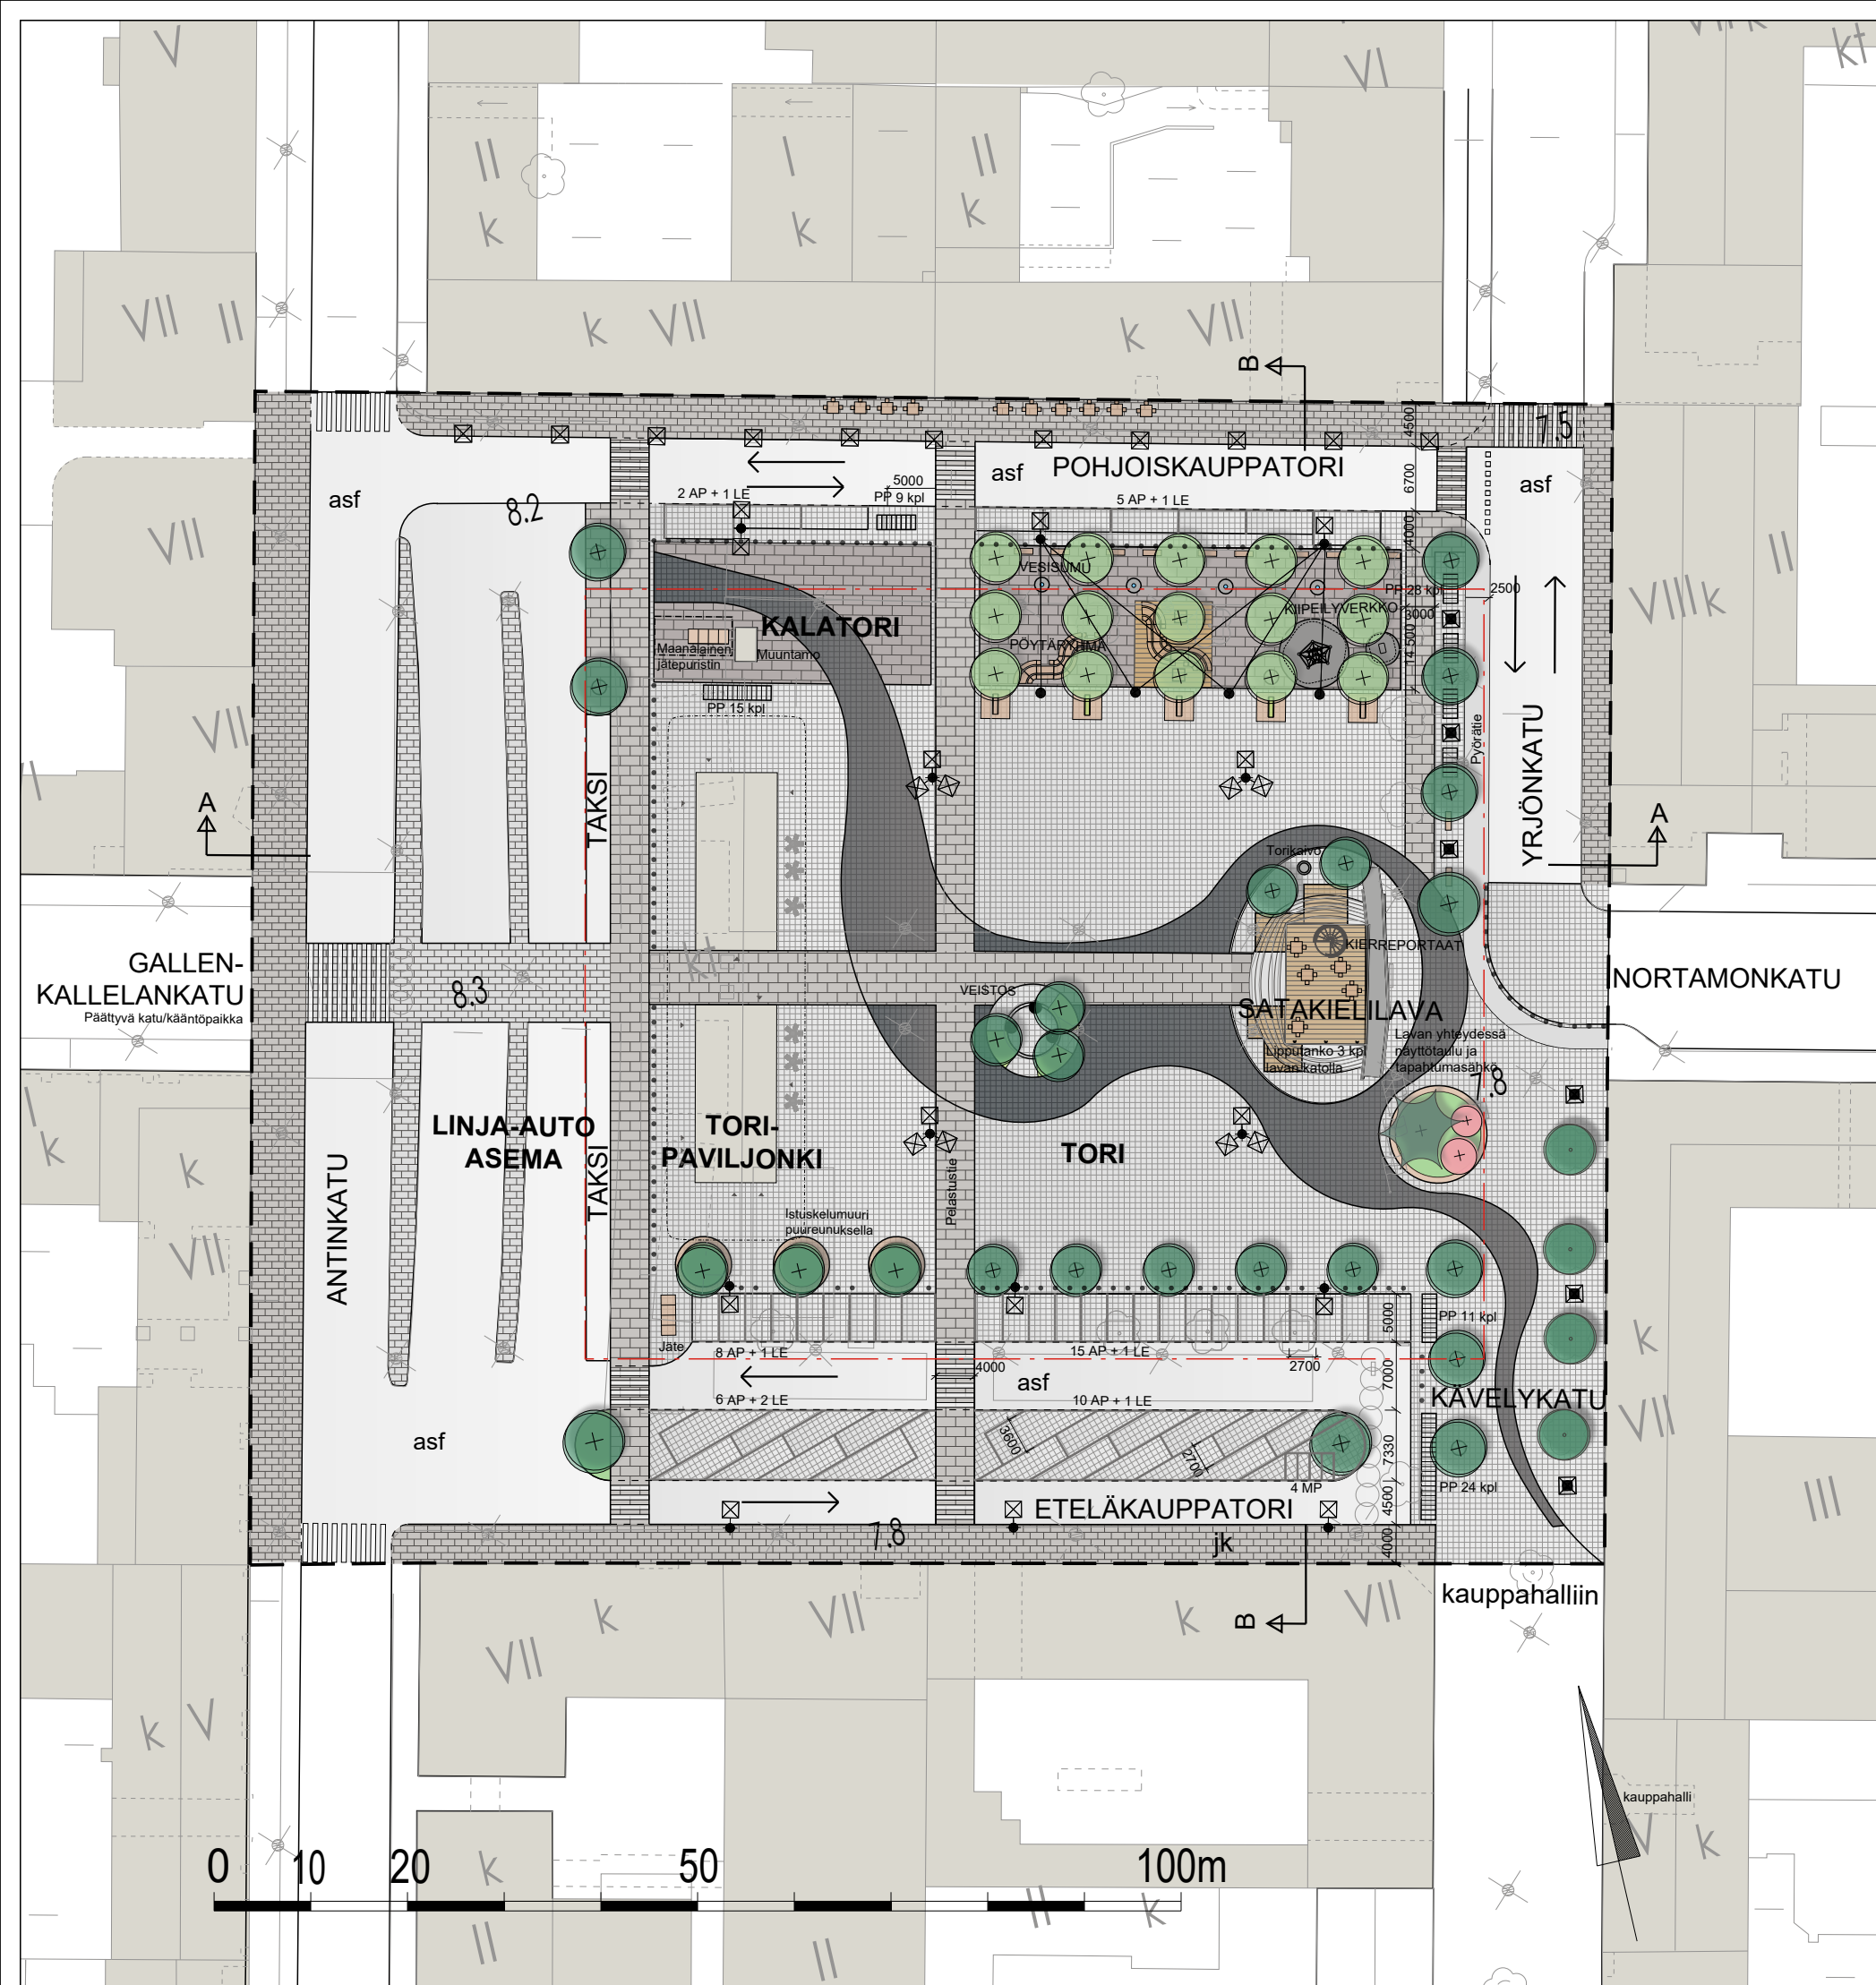 V
VI
kt
II
k
I
k
II
k
VII
II
k VII
k VII
B
4500
7.5
asf
8.2
2 AP + 1 LE
5000
PP 9 kpl
asf
POHJOISKAUPPATORI
5 AP + 1 LE
6700
asf
4000
VII
II
VESISUMU
PP 28 kpl
2500
KIIPEILYVERKKO
3000
14 500
VIII k
KALATORI
Maanalainen
jätepuristin
Muuntamo
PÖYTÄRYHMÄ
PP 15 kpl
VII
TAKSI
Pyörätie
YRJÖNKATU
A
A
Torikaivo
GALLEN-
KALLELANKATU
Päättyvä katu/kääntöpaikka
8.3
kt
KIERREPORTAAT
NORTAMONKATU
VEISTOS
SATAKIELILAVA
Lipputanko 3 kpl
lavan katolla
Lavan yhteydessä
näyttötaulu ja
tapahtumasähkö
7.8
I
k
k
VII
ANTINKATU
LINJA-AUTO
ASEMA
TAKSI
TORI-
PAVILJONKI
TORI
Pelastustie
Istuskelumuuri
puureunuksella
Jäte
8 AP + 1 LE
15 AP + 1 LE
4000
2700
5000
PP 11 kpl
7000
k
asf
6 AP + 2 LE
10 AP + 1 LE
KÄVELYKATU
VII
asf
3600
2700
7330
4 MP
PP 24 kpl
III
ETELÄKAUPPATORI
4500
7.8
jk
4000
kauppahalliin
B
k
VII
k
VII
VII
k
V
kauppahalli
V
k
0
10
20
50
100m
k
II
II
II
k